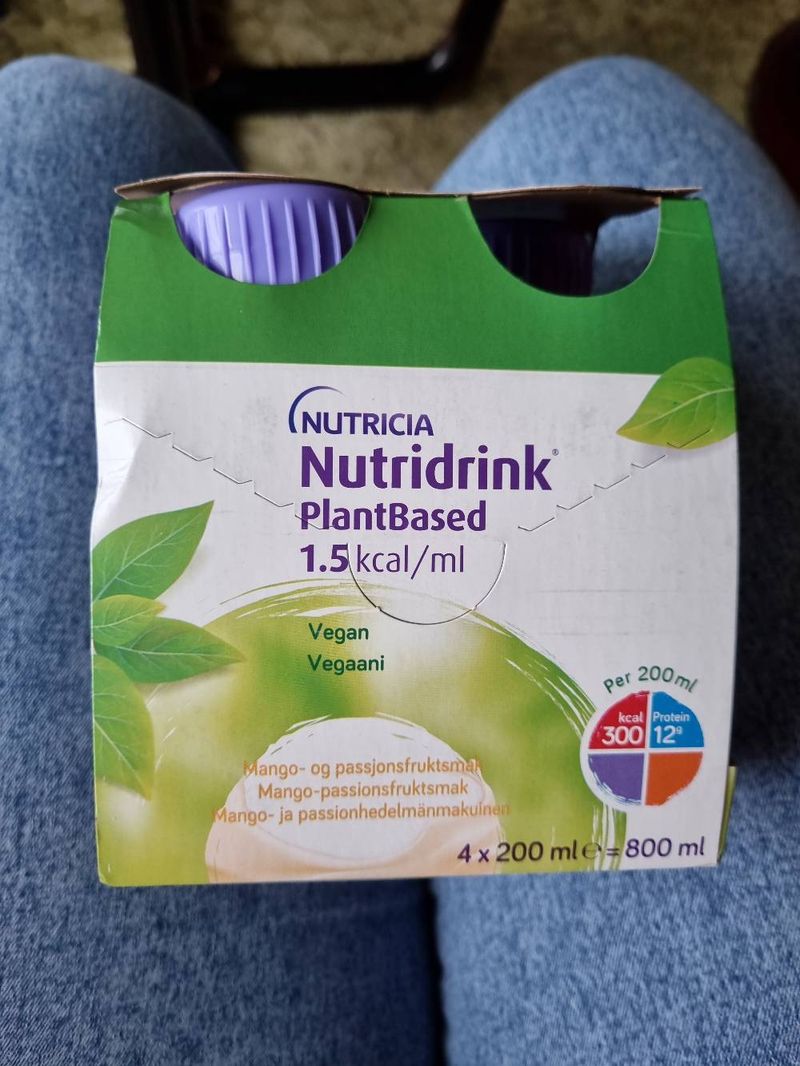 NUTRICIA
Nutridrink®
PlantBased
1.5 kcal/ml
Vegan
Vegaani
Per 200ml
kcal
300
Protein
12g
Mango- og passjonsfruktsmak
Mango-passionsfruktsmak
Mango- ja passionhedelmänmakuinen
4 x 200 ml ℮ = 800 ml